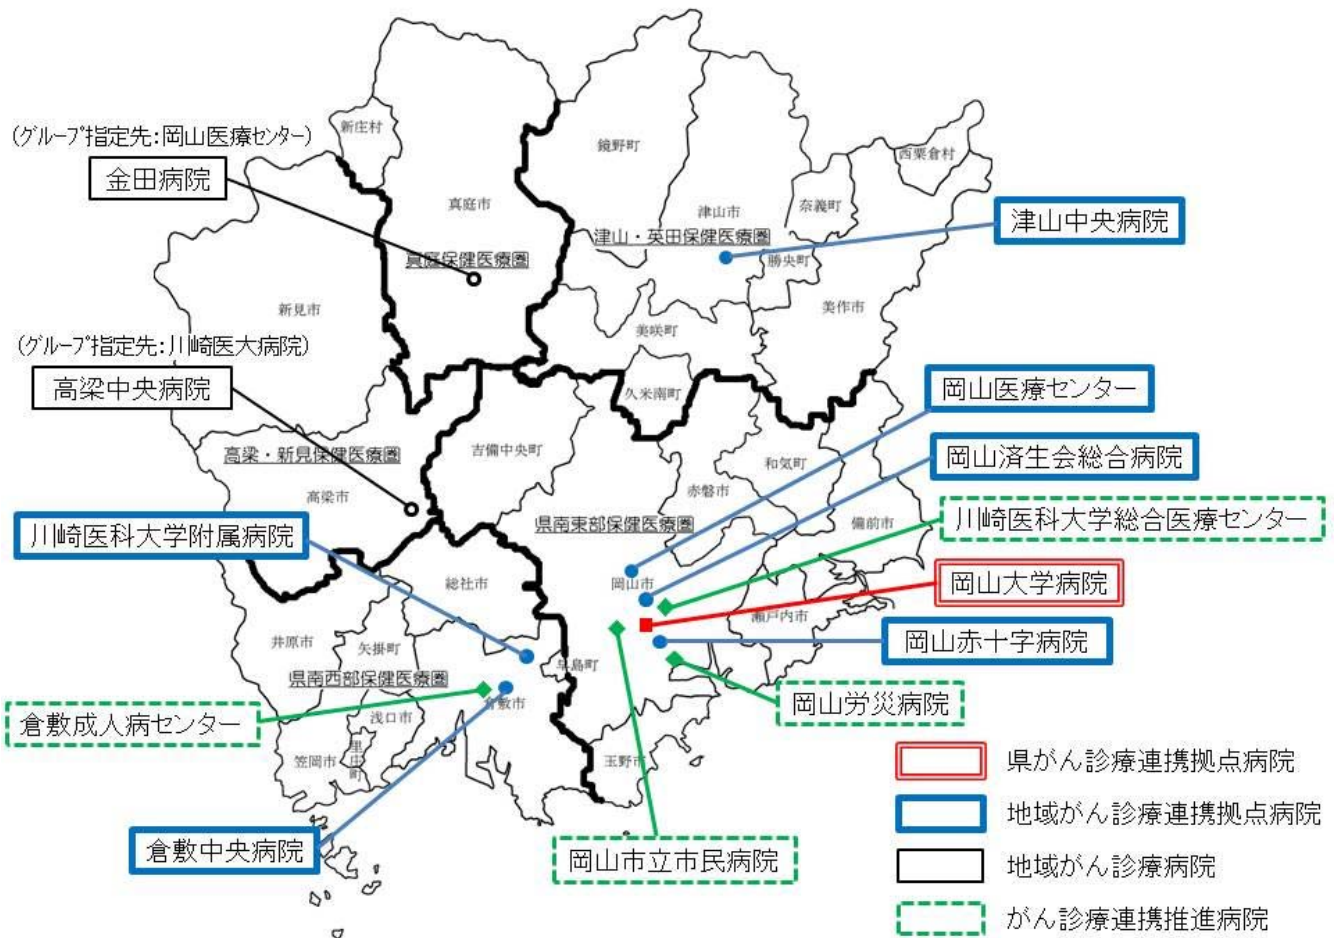 新庄村
(グループ指定先:岡山医療センター)
金田病院
鏡野町
西粟倉村
真庭市
津山市
奈義町
津山中央病院
津山・英田保健医療圏
真庭保健医療圏
勝央町
新見市
美作市
美咲町
(グループ指定先:川崎医大病院)
高梁中央病院
久米南町
岡山医療センター
吉備中央町
高梁・新見保健医療圏
和気町
岡山済生会総合病院
赤磐市
高梁市
県南東部保健医療圏
備前市
川崎医科大学総合医療センター
川崎医科大学附属病院
総社市
岡山市
岡山大学病院
瀬戸内市
井原市
矢掛町
早島町
岡山赤十字病院
県南西部保健医療圏
倉敷市
岡山労災病院
倉敷成人病センター
浅口市
里庄町
笠岡市
玉野市
県がん診療連携拠点病院
地域がん診療連携拠点病院
倉敷中央病院
岡山市立市民病院
地域がん診療病院
がん診療連携推進病院